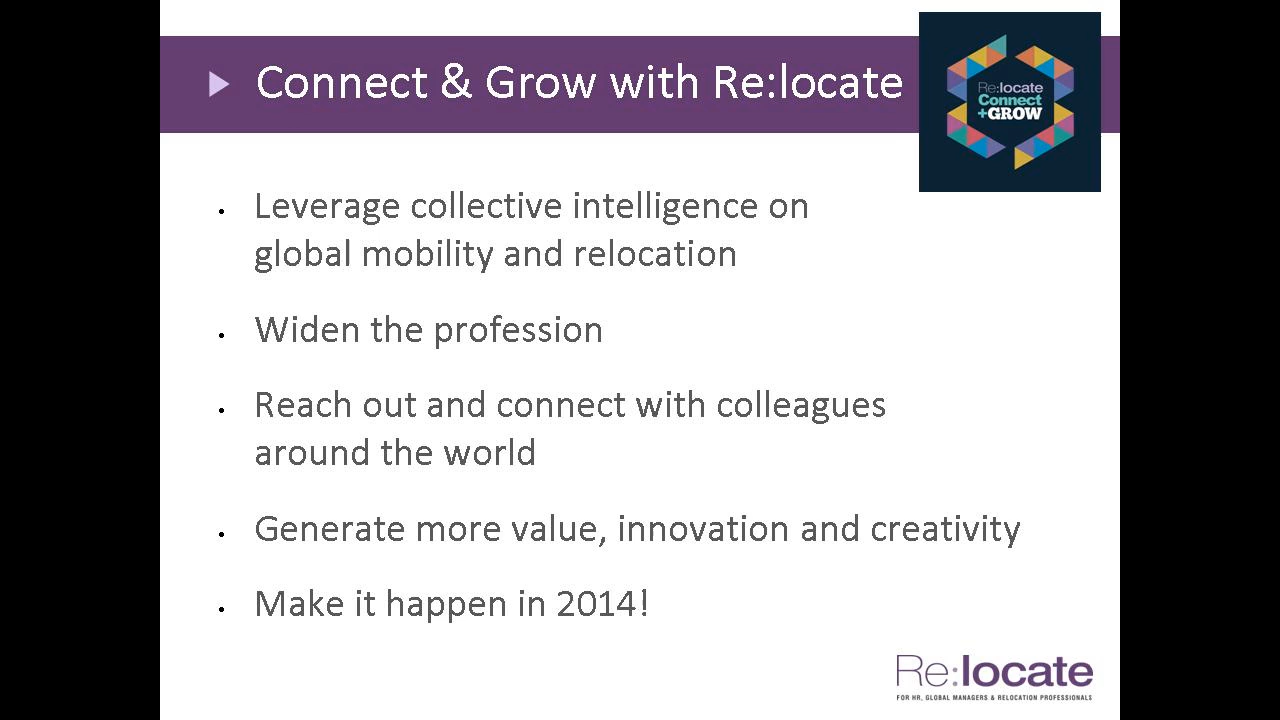 Connect & Grow with Re:locate
Re:locate
Connect
+GROW
Leverage collective intelligence on
global mobility and relocation
Widen the profession
Reach out and connect with colleagues
around the world
Generate more value, innovation and creativity
Make it happen in 2014!
Re:locate
FOR HR, GLOBAL MANAGERS & RELOCATION PROFESSIONALS